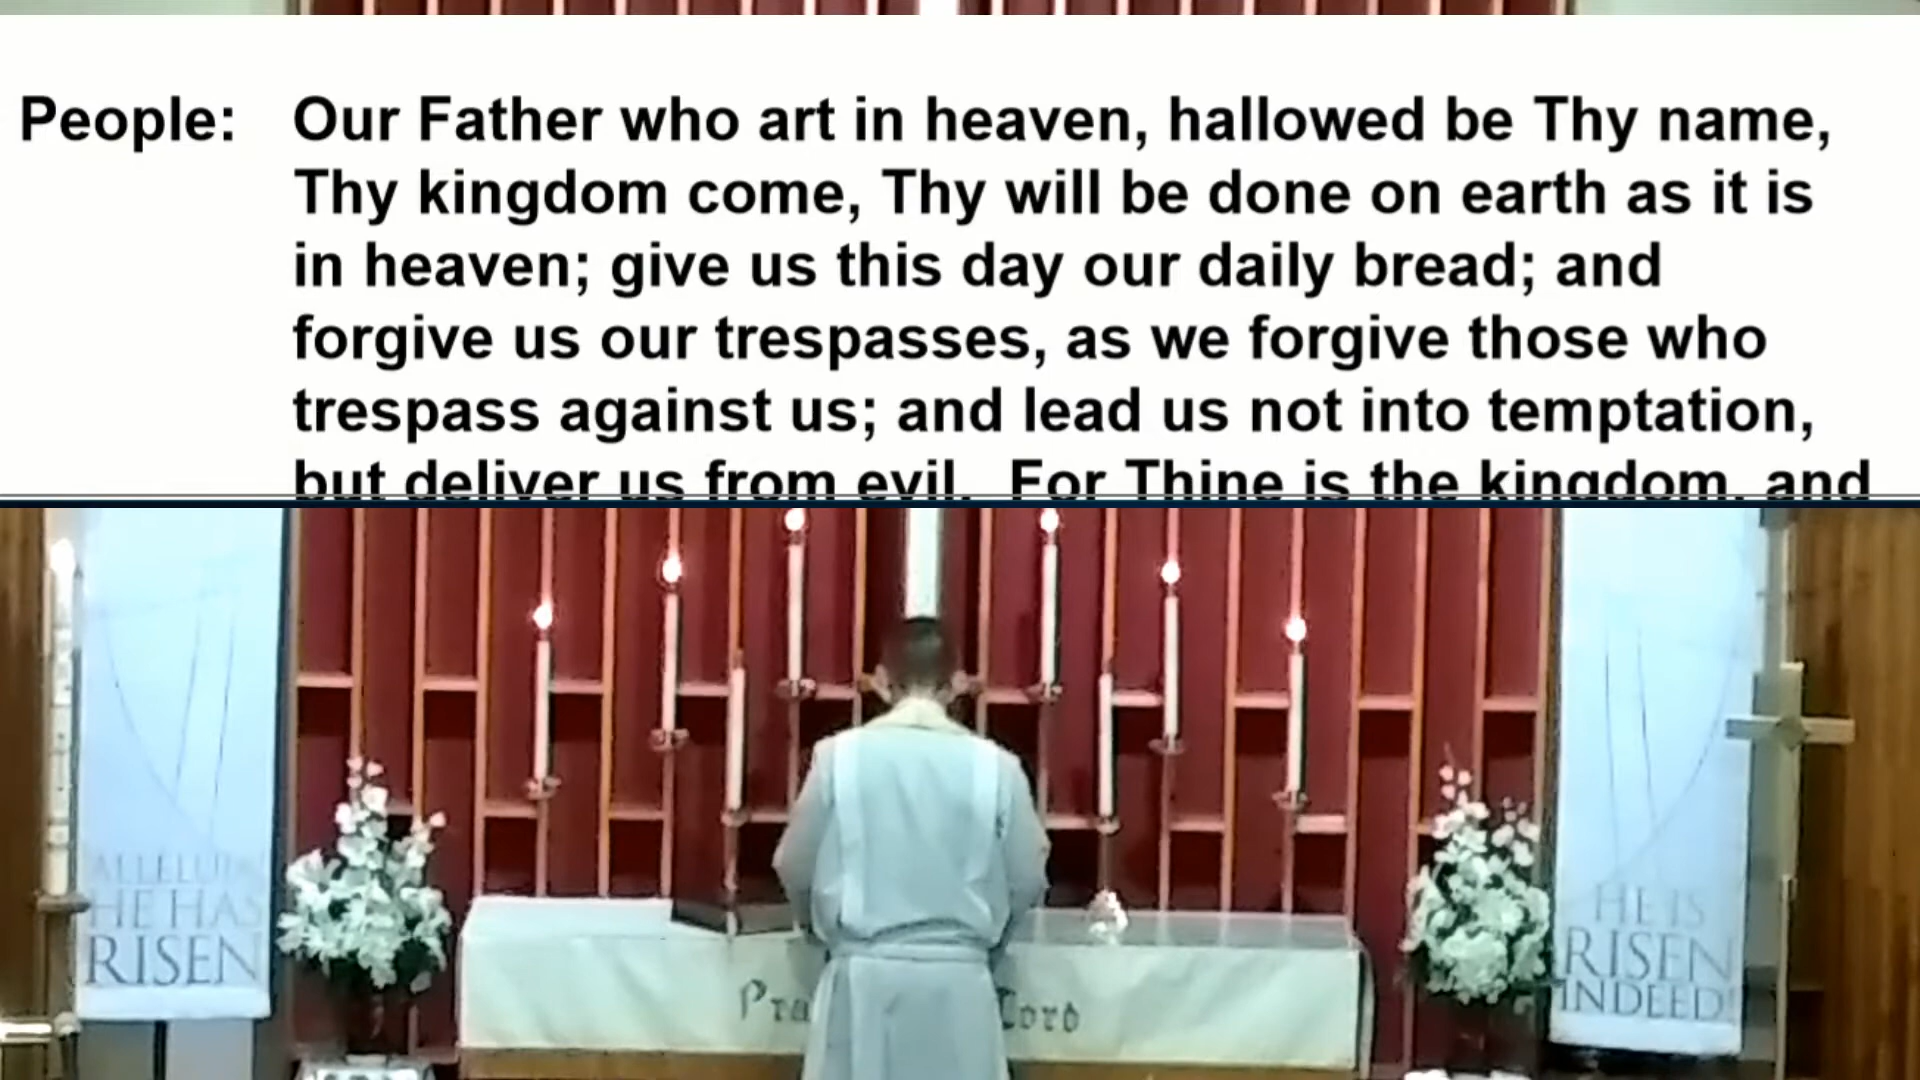 People: Our Father who art in heaven, hallowed be Thy name,
Thy kingdom come, Thy will be done on earth as it is
in heaven; give us this day our daily bread; and
forgive us our trespasses, as we forgive those who
trespass against us; and lead us not into temptation,
but deliver us from evil. For Thine is the kingdom, and
ALLELUIA
HE HAS
RISEN
Pra Lord
HE IS
RISEN
INDEED!